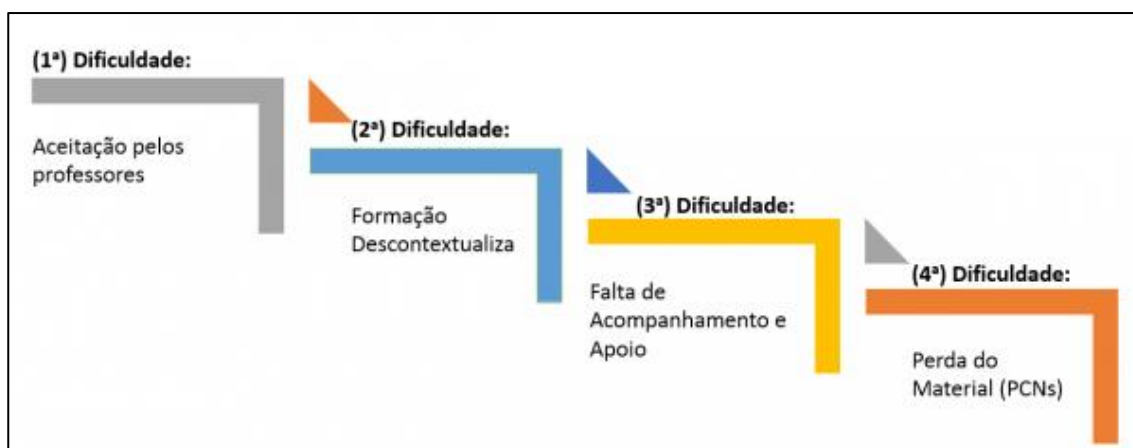 (1ª) Dificuldade:
Aceitação pelos
professores
(2ª) Dificuldade:
Formação
Descontextualiza
(3ª) Dificuldade:
Falta de
Acompanhamento e
Apoio
(4ª) Dificuldade:
Perda do
Material (PCNs)